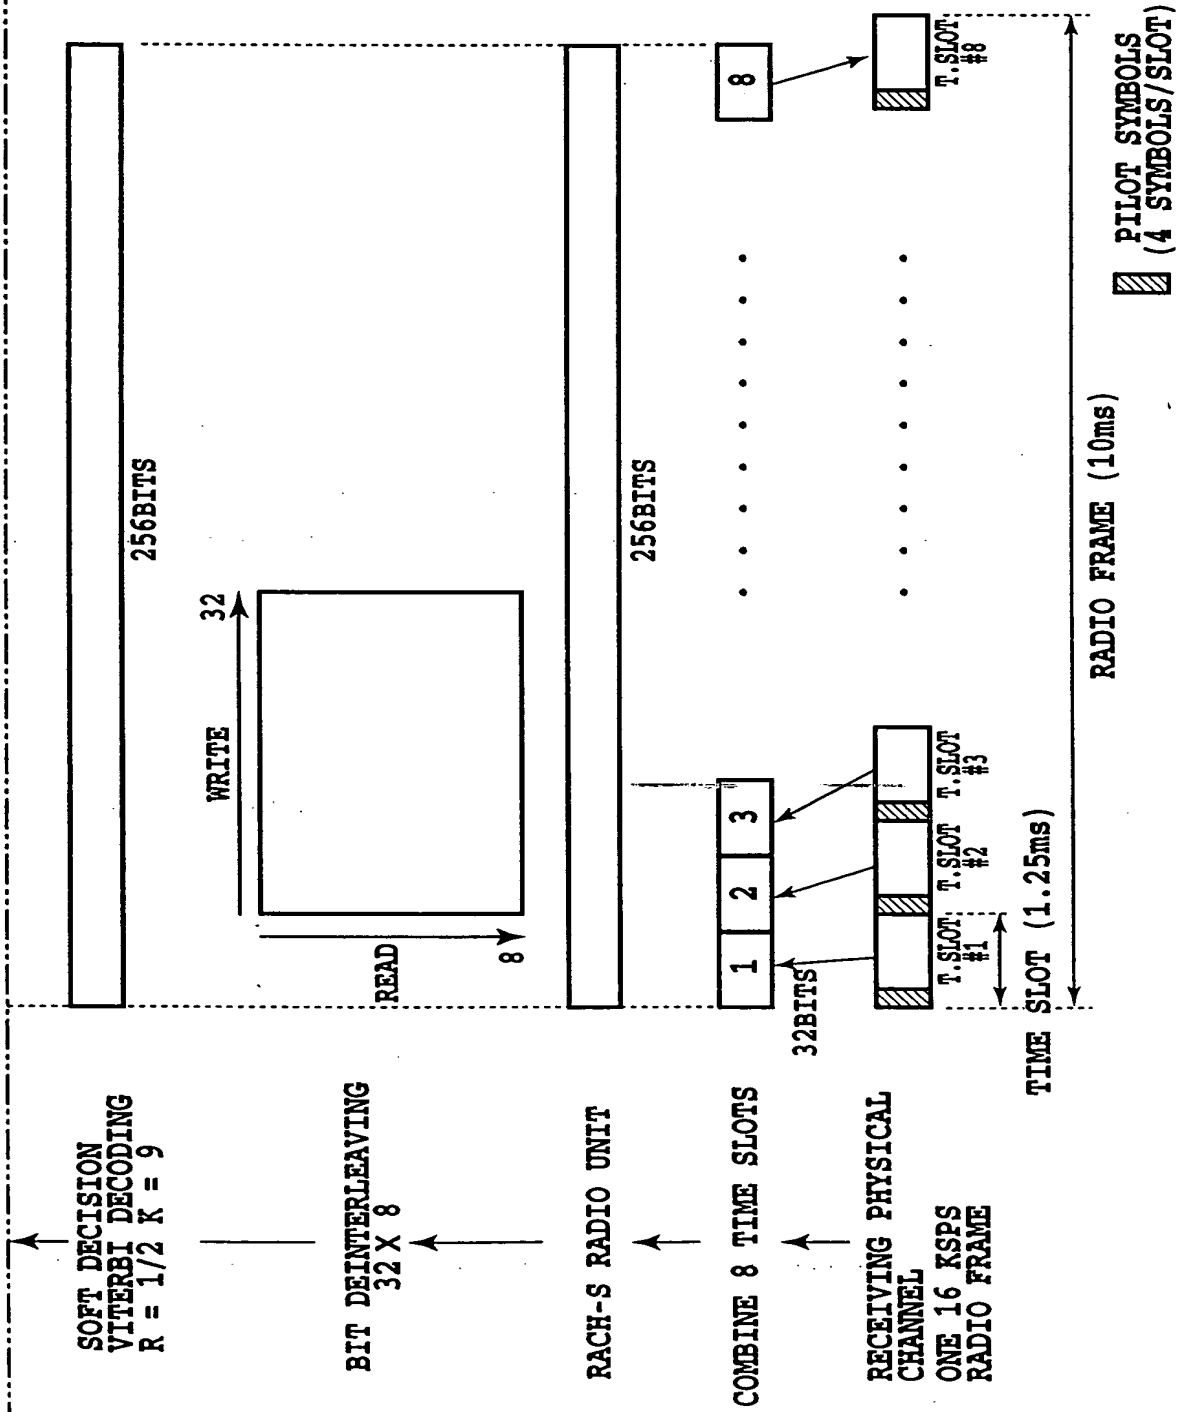 SOFT DECISION
VITERBI DECODING
R = 1/2 K = 9
256BITS
BIT DEINTERLEAVING
32 X 8
WRITE
32
READ
8
RACH-S RADIO UNIT
256BITS
COMBINE 8 TIME SLOTS
1
2
3
8
32BITS
RECEIVING PHYSICAL
CHANNEL
ONE 16 KSPS
RADIO FRAME
T.SLOT
#1
T.SLOT
#2
T.SLOT
#3
T.SLOT
#8
TIME SLOT (1.25ms)
RADIO FRAME (10ms)
PILOT SYMBOLS
(4 SYMBOLS/SLOT)